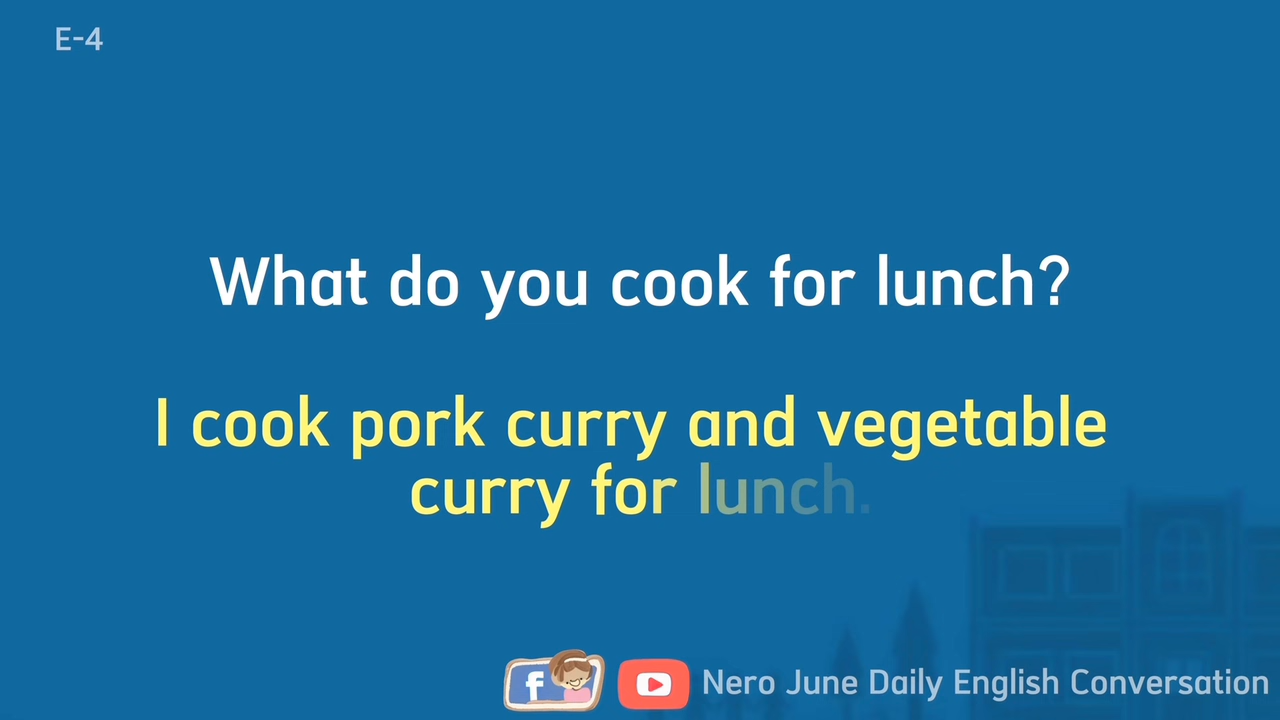 E-4
What do you cook for lunch?
I cook pork curry and vegetable
curry for lunch.
f
Nero June Daily English Conversation